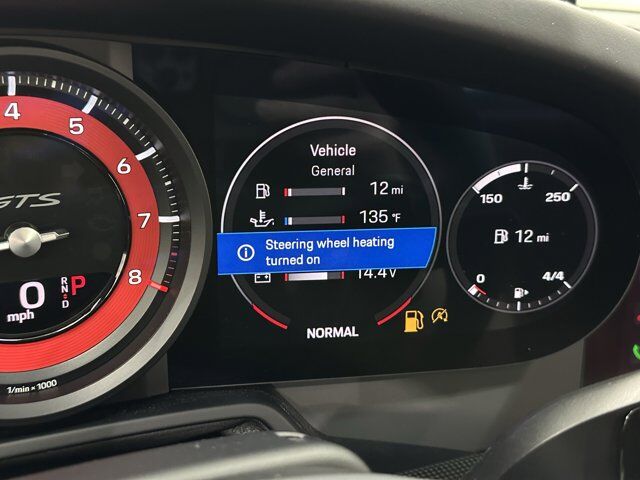 4
5
6
7
8
GTS
0
mph
R
N
D
P
1/min × 1000
Vehicle
General
12 mi
135 °F
Steering wheel heating
turned on
14.4V
NORMAL
150
250
12 mi
0
4/4